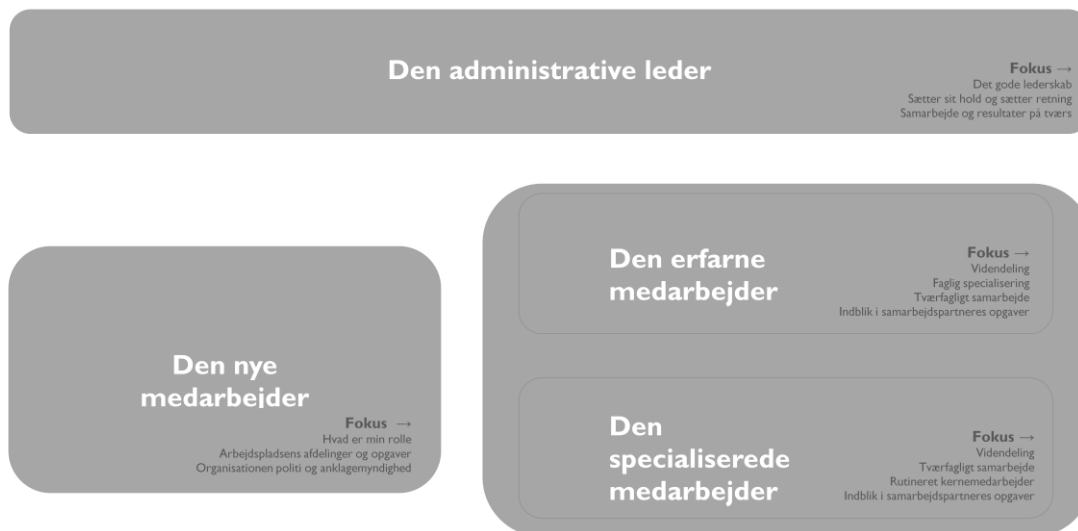 Den administrative leder
Fokus →
Det gode lederskab
Sætter sit hold og sætter retning
Samarbejde og resultater på tværs
Den nye
medarbejder
Fokus →
Hvad er min rolle
Arbejdspladsens afdelinger og opgaver
Organisationen politi og anklagemyndighed
Den erfarne
medarbejder
Fokus →
Videndeling
Faglig specialisering
Tværfagligt samarbejde
Indblik i samarbejdspartneres opgaver
Den
specialiserede
medarbejder
Fokus →
Videndeling
Tværfagligt samarbejde
Rutineret kernemedarbejder
Indblik i samarbejdspartneres opgaver